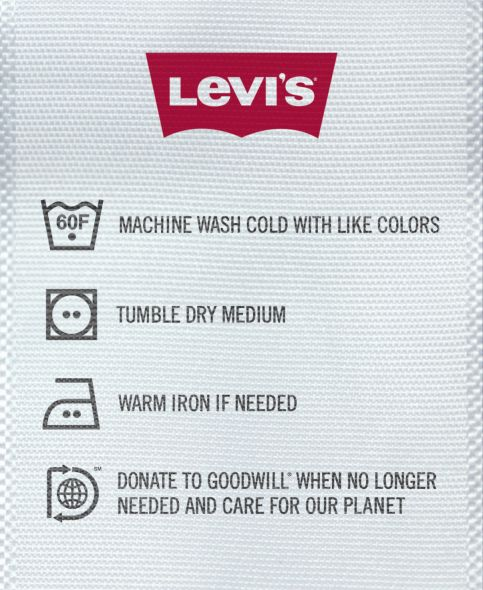 LEVI'S®
60F
MACHINE WASH COLD WITH LIKE COLORS
TUMBLE DRY MEDIUM
WARM IRON IF NEEDED
SM
DONATE TO GOODWILL® WHEN NO LONGER
NEEDED AND CARE FOR OUR PLANET